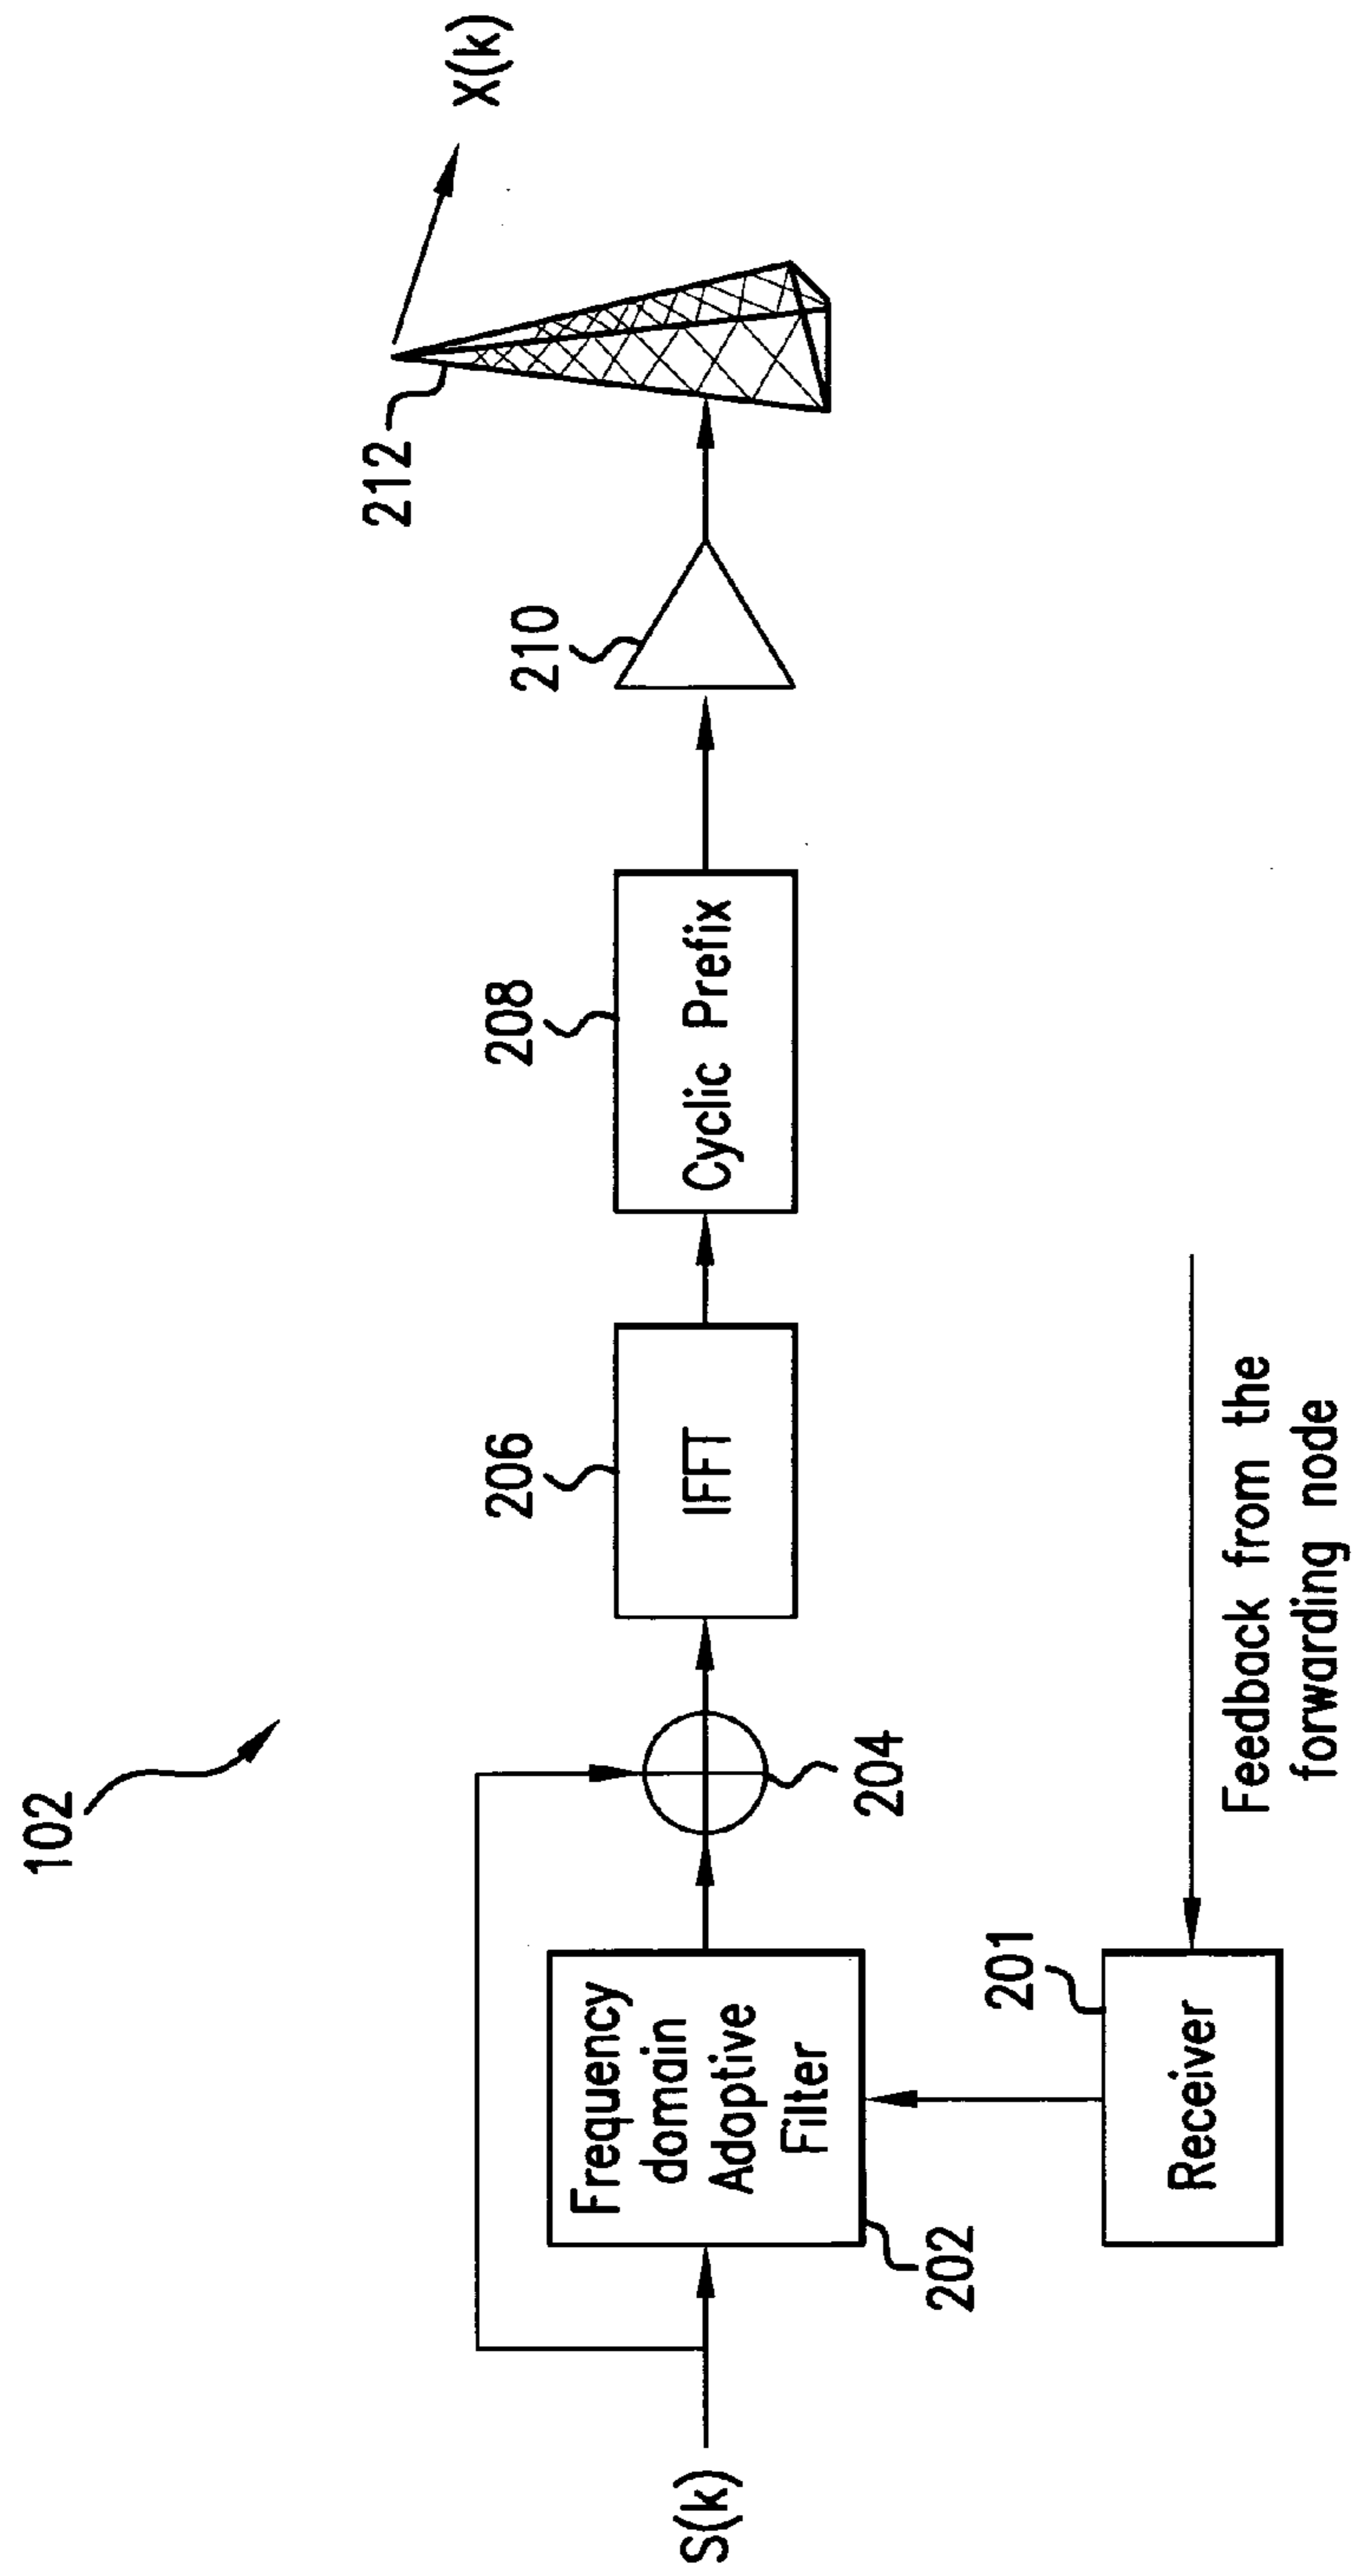 102
S(k)
Frequency
domain
Adoptive
Filter
202
204
206
IFFT
208
Cyclic Prefix
210
212
X(k)
201
Receiver
Feedback from the
forwarding node